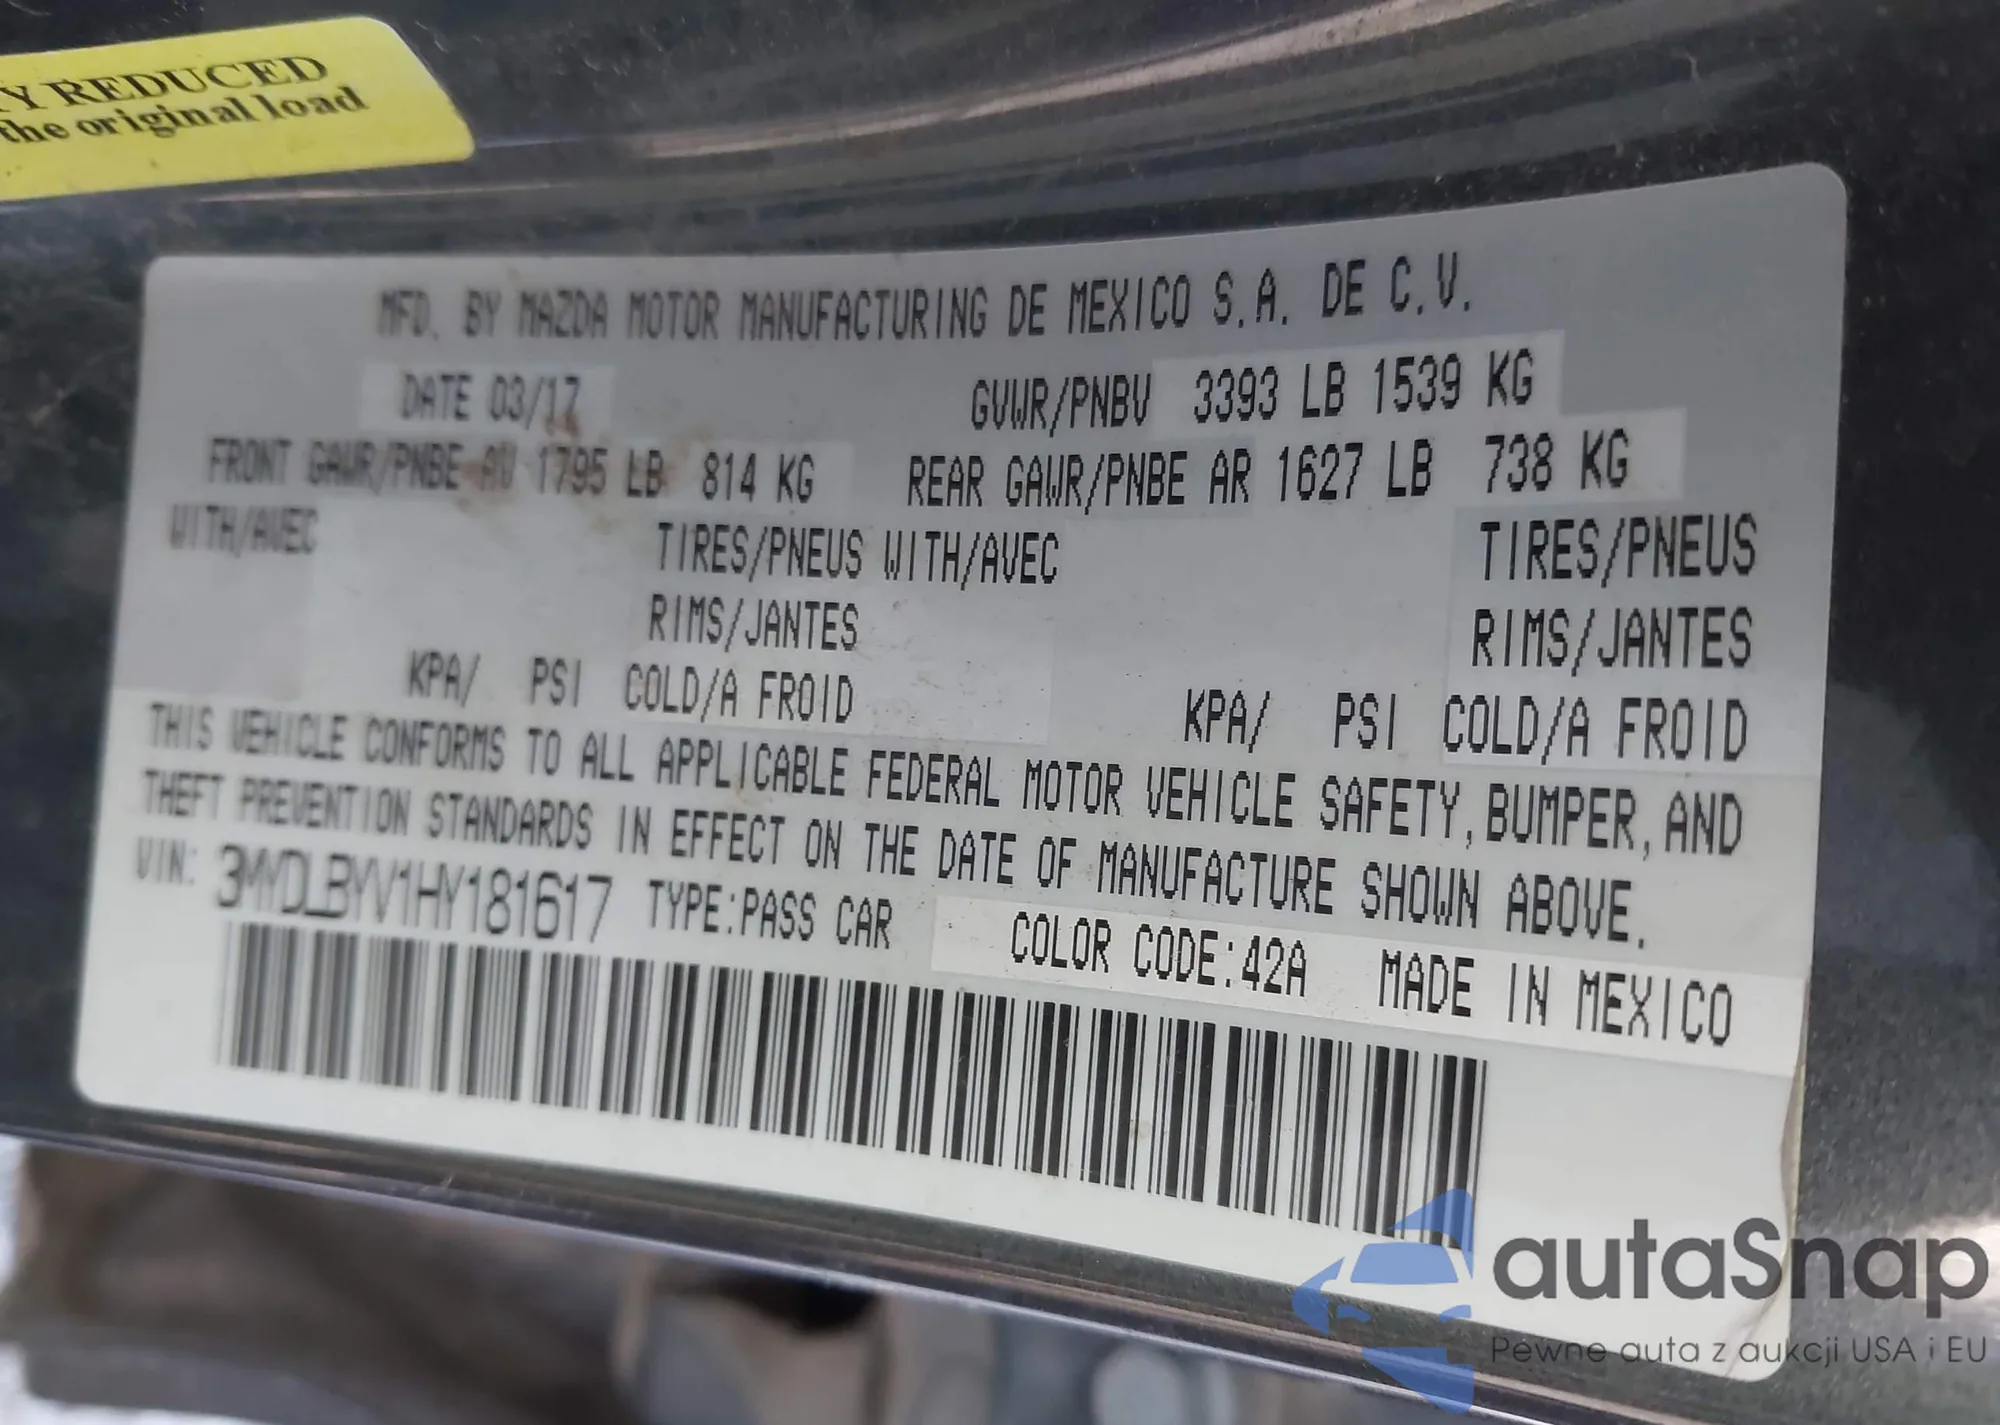 Y REDUCED
the original load
MFD. BY MAZDA MOTOR MANUFACTURING DE MEXICO S.A. DE C.V.
DATE 03/17 GVWR/PNBV 3393 LB 1539 KG
FRONT GAWR/PNBE AV 1795 LB 814 KG REAR GAWR/PNBE AR 1627 LB 738 KG
WITH/AVEC TIRES/PNEUS WITH/AVEC TIRES/PNEUS
RIMS/JANTES RIMS/JANTES
KPA/ PSI COLD/A FROID KPA/ PSI COLD/A FROID
THIS VEHICLE CONFORMS TO ALL APPLICABLE FEDERAL MOTOR VEHICLE SAFETY, BUMPER, AND
THEFT PREVENTION STANDARDS IN EFFECT ON THE DATE OF MANUFACTURE SHOWN ABOVE.
VIN: 3MYDLBYV1HY181617 TYPE:PASS CAR COLOR CODE:42A MADE IN MEXICO
autaSnap
Pewne auta z aukcji USA i EU